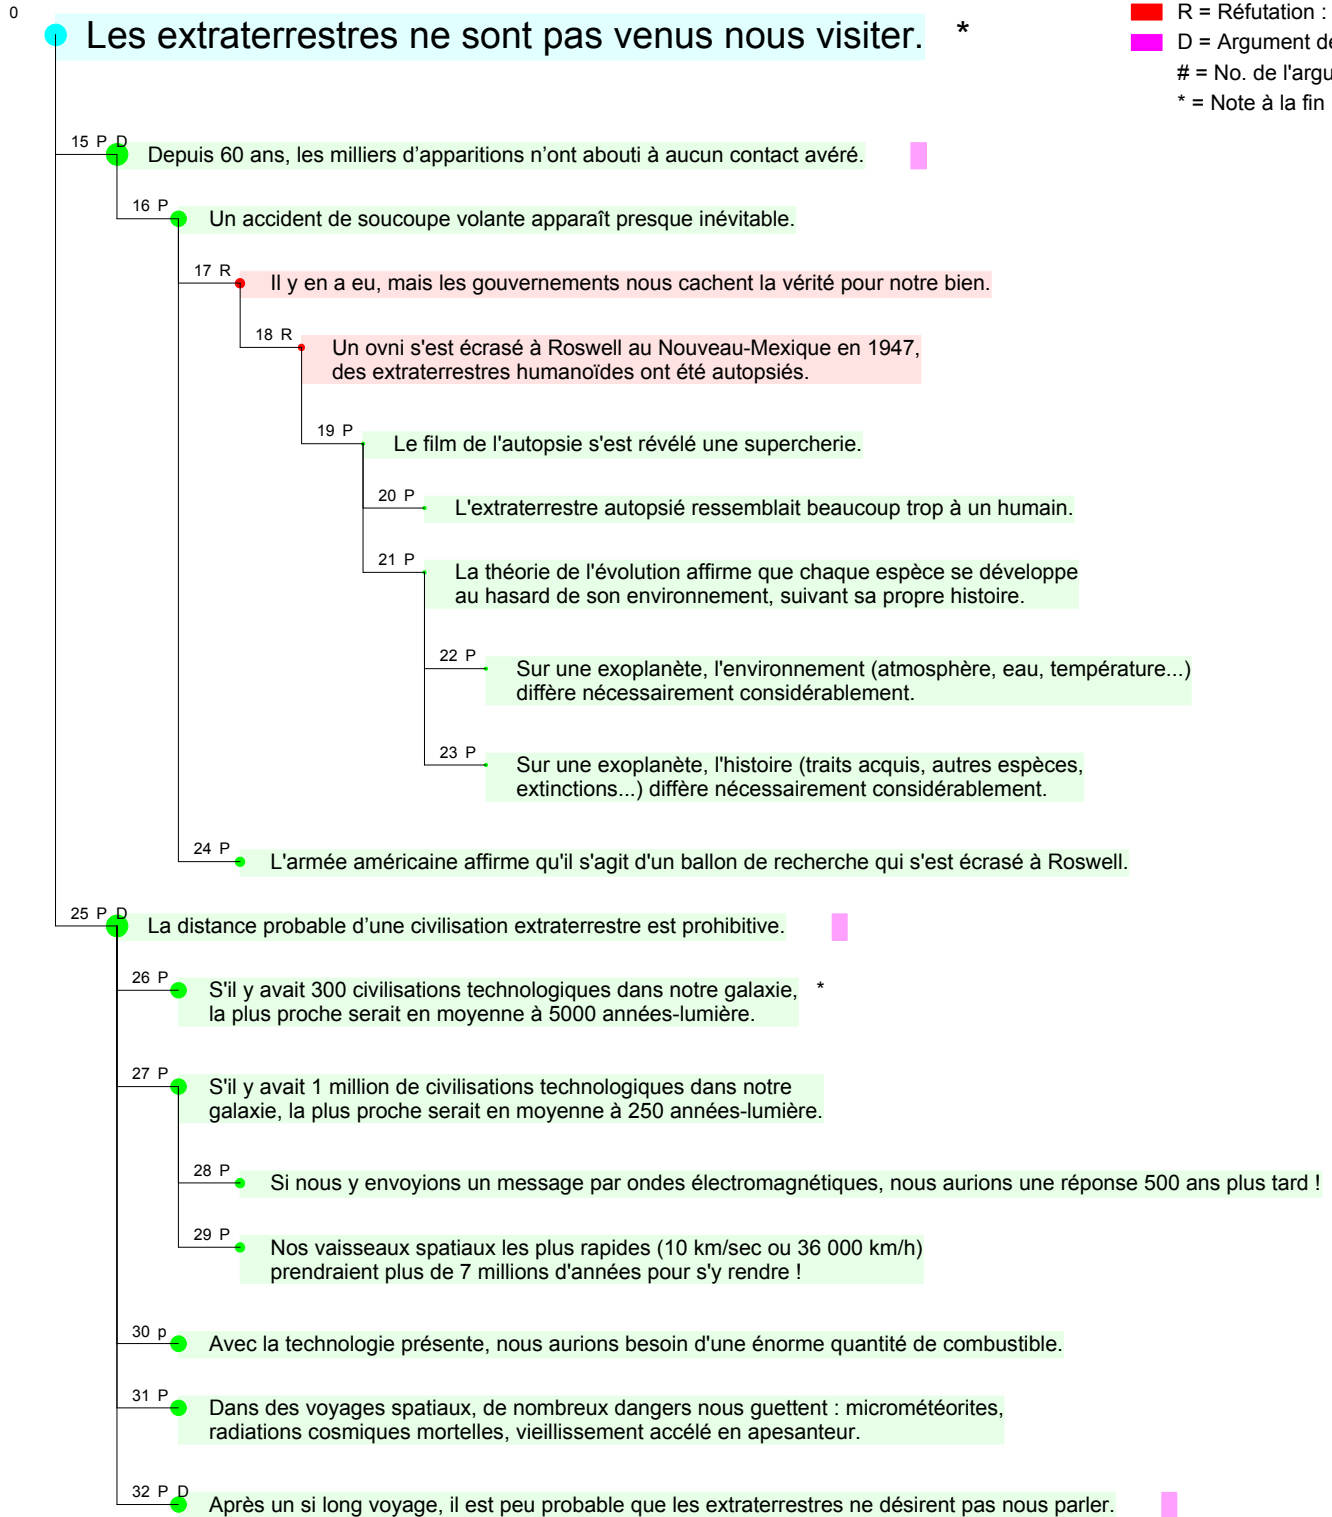 0
Les extraterrestres ne sont pas venus nous visiter. *
R = Réfutation :
D = Argument
# = No. de
* = Note à la fin
15 P D
Depuis 60 ans, les milliers d’apparitions n’ont abouti à aucun contact avéré.
16 P
Un accident de soucoupe volante apparaît presque inévitable.
17 R
Il y en a eu, mais les gouvernements nous cachent la vérité pour notre bien.
18 R
Un ovni s'est écrasé à Roswell au Nouveau-Mexique en 1947,
des extraterrestres humanoïdes ont été autopsiés.
19 P
Le film de l'autopsie s'est révélé une supercherie.
20 P
L'extraterrestre autopsié ressemblait beaucoup trop à un humain.
21 P
La théorie de l'évolution affirme que chaque espèce se développe
au hasard de son environnement, suivant sa propre histoire.
22 P
Sur une exoplanète, l'environnement (atmosphère, eau, température...)
diffère nécessairement considérablement.
23 P
Sur une exoplanète, l'histoire (traits acquis, autres espèces,
extinctions...) diffère nécessairement considérablement.
24 P
L'armée américaine affirme qu'il s'agit d'un ballon de recherche qui s'est écrasé à Roswell.
25 P D
La distance probable d’une civilisation extraterrestre est prohibitive.
26 P
S'il y avait 300 civilisations technologiques dans notre galaxie, *
la plus proche serait en moyenne à 5000 années-lumière.
27 P
S'il y avait 1 million de civilisations technologiques dans notre
galaxie, la plus proche serait en moyenne à 250 années-lumière.
28 P
Si nous y envoyions un message par ondes électromagnétiques, nous aurions une réponse 500 ans plus tard !
29 P
Nos vaisseaux spatiaux les plus rapides (10 km/sec ou 36 000 km/h)
prendraient plus de 7 millions d'années pour s'y rendre !
30 p
Avec la technologie présente, nous aurions besoin d'une énorme quantité de combustible.
31 P
Dans des voyages spatiaux, de nombreux dangers nous guettent : micrométéorites,
radiations cosmiques mortelles, vieillissement accélé en apesanteur.
32 P D
Après un si long voyage, il est peu probable que les extraterrestres ne désirent pas nous parler.